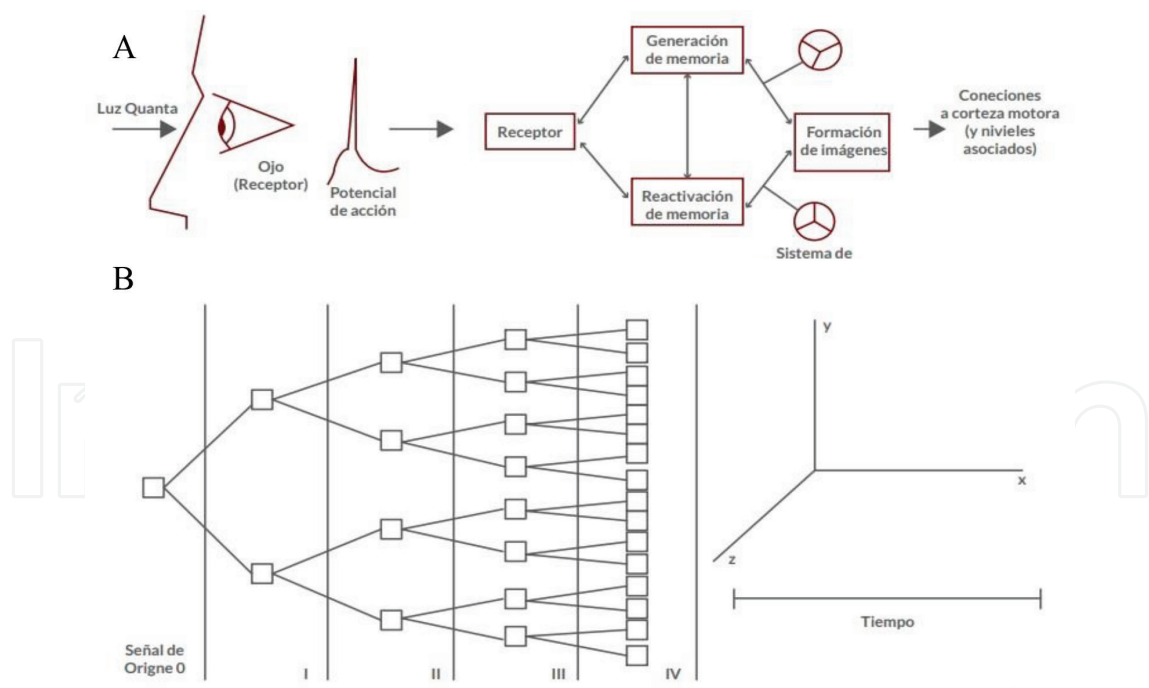 A
Luz Quanta
Ojo
(Receptor)
Potencial
de acción
Receptor
Generación
de memoria
Reactivación
de memoria
Formación
de imágenes
Sistema de
Coneciones
a corteza motora
(y nivieles
asociados)
B
Señal de
Origne 0
I
II
III
IV
y
x
z
Tiempo